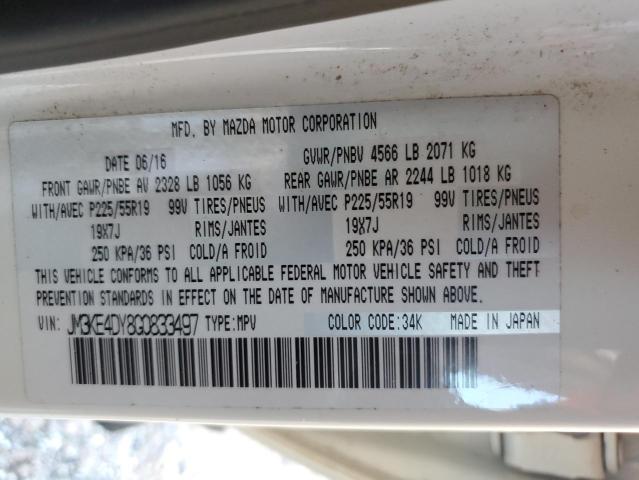 MFD. BY MAZDA MOTOR CORPORATION
DATE 06/16 GVWR/PNBV 4566 LB 2071 KG
FRONT GAWR/PNBE AV 2328 LB 1056 KG REAR GAWR/PNBE AR 2244 LB 1018 KG
WITH/AVEC P225/55R19 99V TIRES/PNEUS WITH/AVEC P225/55R19 99V TIRES/PNEUS
19X7J RIMS/JANTES 19X7J RIMS/JANTES
250 KPA/36 PSI COLD/A FROID 250 KPA/36 PSI COLD/A FROID
THIS VEHICLE CONFORMS TO ALL APPLICABLE FEDERAL MOTOR VEHICLE SAFETY AND THEFT
PREVENTION STANDARDS IN EFFECT ON THE DATE OF MANUFACTURE SHOWN ABOVE.
VIN: JM3KE4DY8G0833497 TYPE:MPV COLOR CODE:34K MADE IN JAPAN